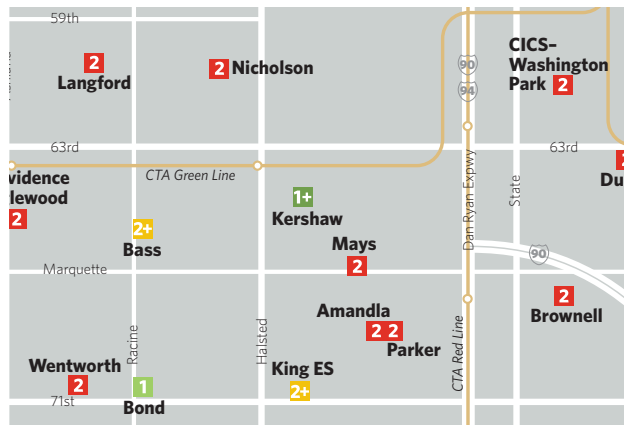 59th
2
Langford
2
Nicholson
90
94
CICS–
Washington
Park
2
63rd
63rd
CTA Green Line
2
Du
vidence
lewood
2
2+
Bass
1+
Kershaw
Mays
2
Dan Ryan Expwy
State
90
Marquette
Amandla
2
2
Parker
2
Brownell
Racine
Halsted
CTA Red Line
Wentworth
2
1
Bond
King ES
2+
71st